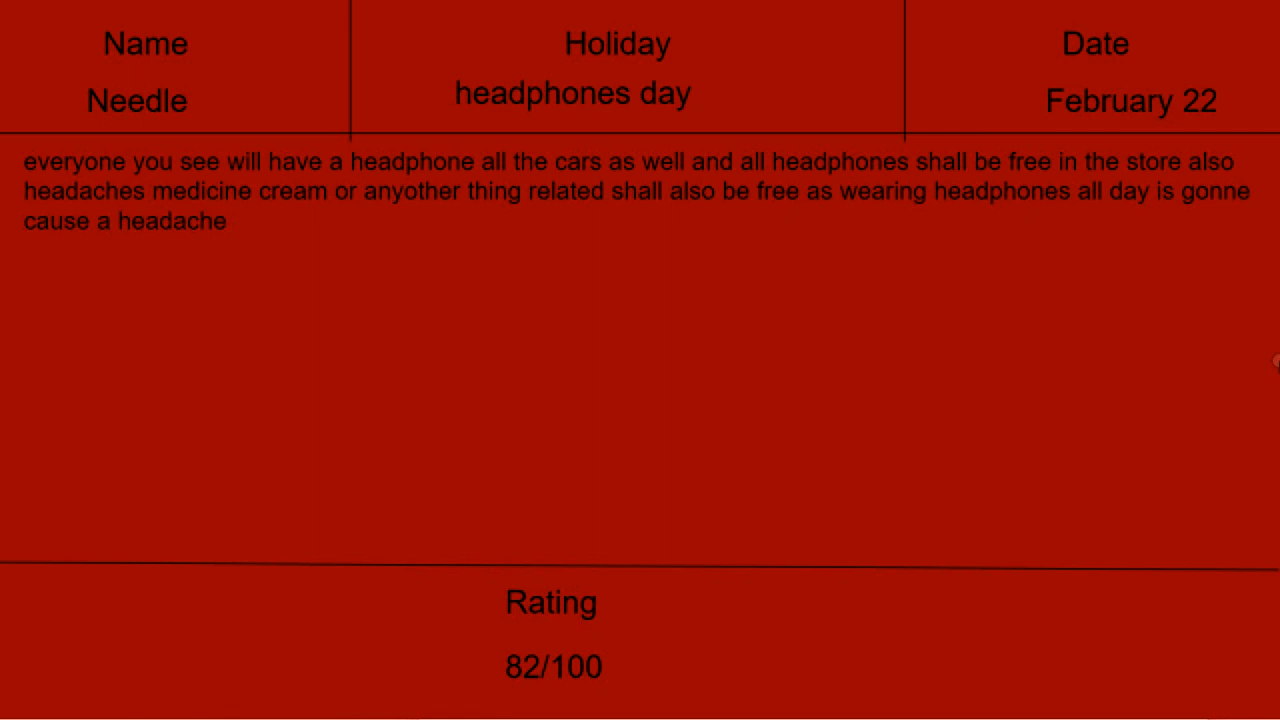 Name
Holiday
Date
Needle
headphones day
February 22
everyone you see will have a headphone all the cars as well and all headphones shall be free in the store also
headaches medicine cream or anyother thing related shall also be free as wearing headphones all day is gonne
cause a headache
Rating
82/100